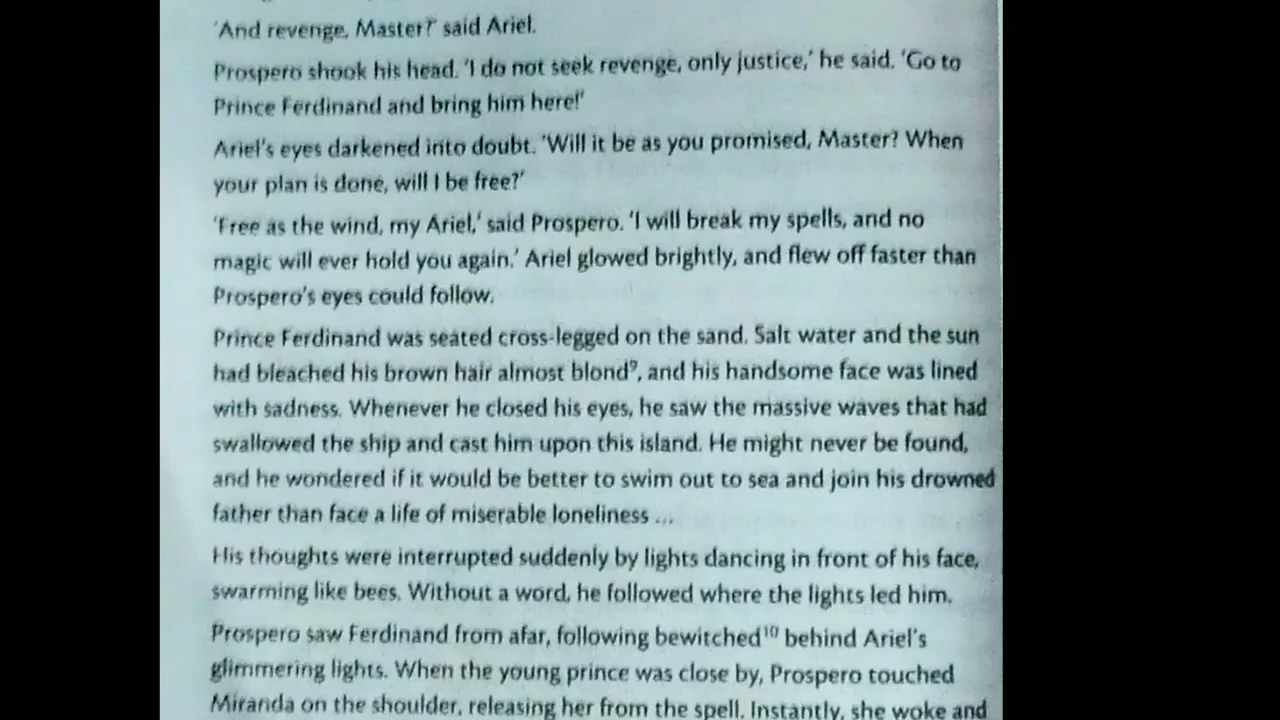 'And revenge, Master?' said Ariel.
Prospero shook his head. 'I do not seek revenge, only justice,' he said. 'Go to
Prince Ferdinand and bring him here!'
Ariel's eyes darkened into doubt. 'Will it be as you promised, Master? When
your plan is done, will I be free?'
'Free as the wind, my Ariel,' said Prospero. 'I will break my spells, and no
magic will ever hold you again.' Ariel glowed brightly, and flew off faster than
Prospero's eyes could follow.
Prince Ferdinand was seated cross-legged on the sand. Salt water and the sun
had bleached his brown hair almost blond⁹, and his handsome face was lined
with sadness. Whenever he closed his eyes, he saw the massive waves that had
swallowed the ship and cast him upon this island. He might never be found,
and he wondered if it would be better to swim out to sea and join his drowned
father than face a life of miserable loneliness ...
His thoughts were interrupted suddenly by lights dancing in front of his face,
swarming like bees. Without a word, he followed where the lights led him.
Prospero saw Ferdinand from afar, following bewitched¹⁰ behind Ariel's
glimmering lights. When the young prince was close by, Prospero touched
Miranda on the shoulder, releasing her from the spell. Instantly, she woke and